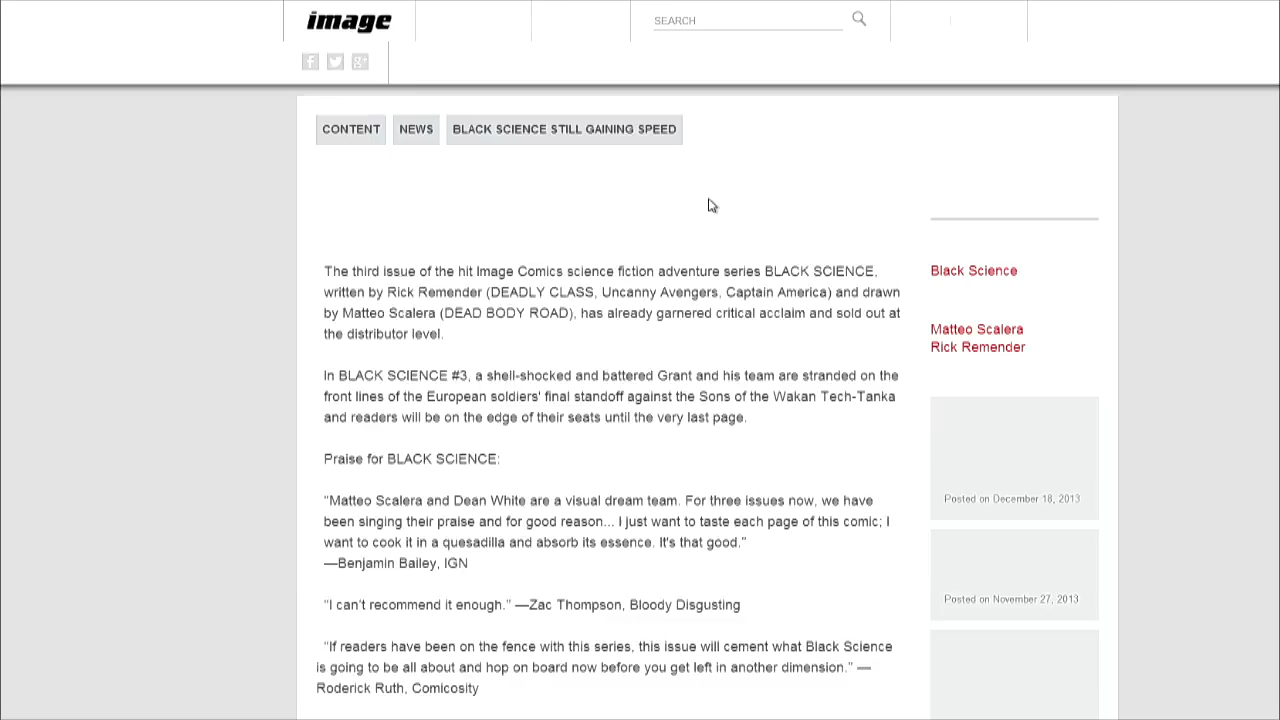 image
SEARCH
CONTENT
NEWS
BLACK SCIENCE STILL GAINING SPEED
The third issue of the hit Image Comics science fiction adventure series BLACK SCIENCE,
written by Rick Remender (DEADLY CLASS, Uncanny Avengers, Captain America) and drawn
by Matteo Scalera (DEAD BODY ROAD), has already garnered critical acclaim and sold out at
the distributor level.
In BLACK SCIENCE #3, a shell-shocked and battered Grant and his team are stranded on the
front lines of the European soldiers' final standoff against the Sons of the Wakan Tech-Tanka
and readers will be on the edge of their seats until the very last page.
Praise for BLACK SCIENCE:
"Matteo Scalera and Dean White are a visual dream team. For three issues now, we have
been singing their praise and for good reason... I just want to taste each page of this comic; I
want to cook it in a quesadilla and absorb its essence. It's that good."
—Benjamin Bailey, IGN
"I can't recommend it enough." —Zac Thompson, Bloody Disgusting
"If readers have been on the fence with this series, this issue will cement what Black Science
is going to be all about and hop on board now before you get left in another dimension." —
Roderick Ruth, Comicosity
Black Science
Matteo Scalera
Rick Remender
Posted on December 18, 2013
Posted on November 27, 2013